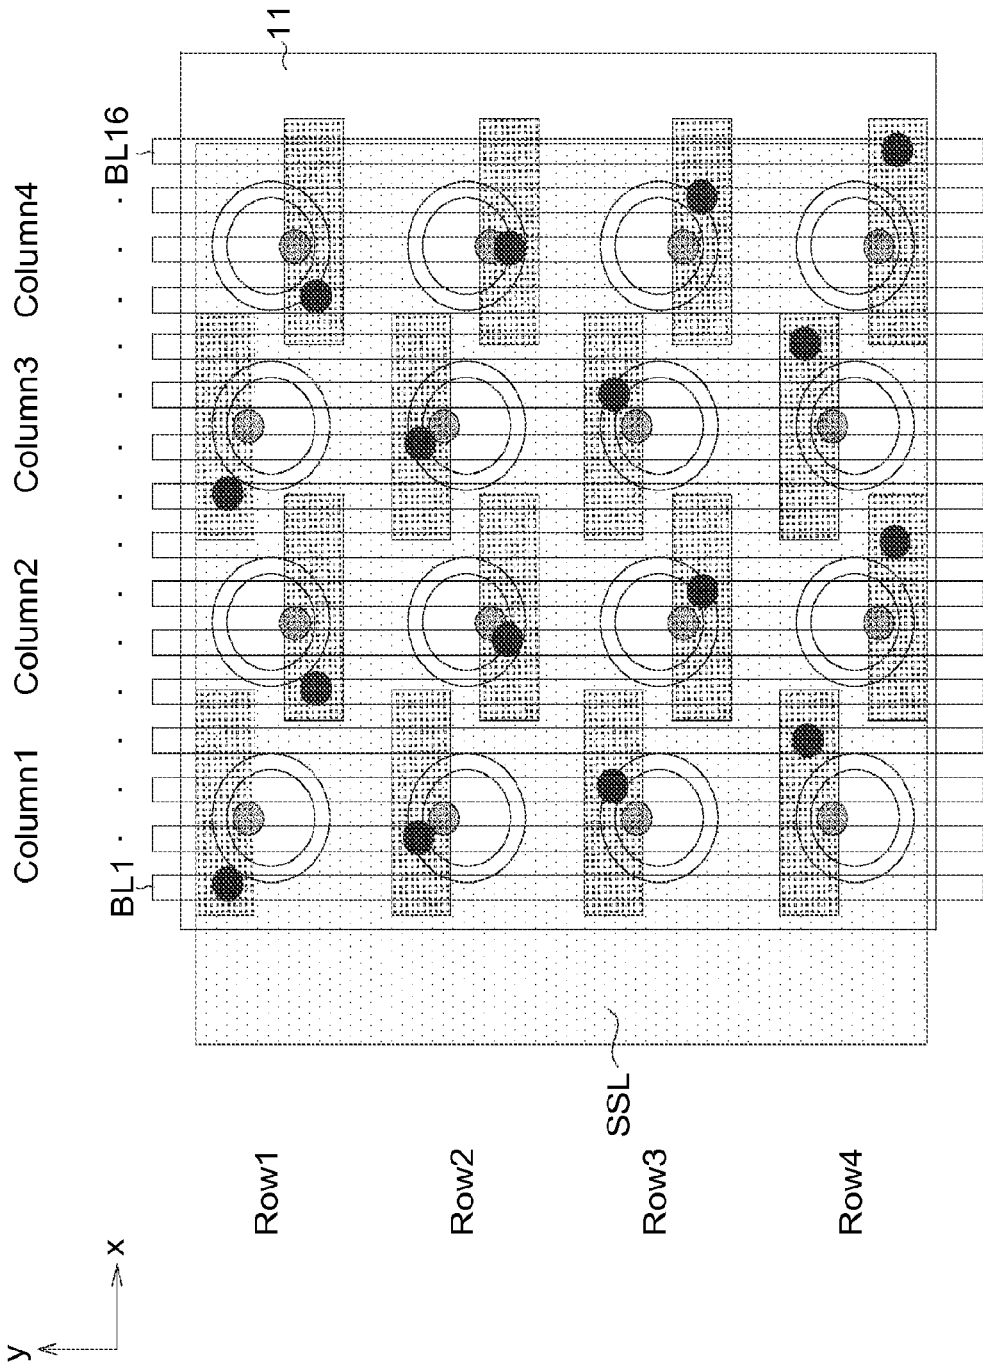 Column1 Column2 Column3 Column4
BL1 · · · · · · · · · BL16
11
SSL
Row1
Row2
Row3
Row4
y
x